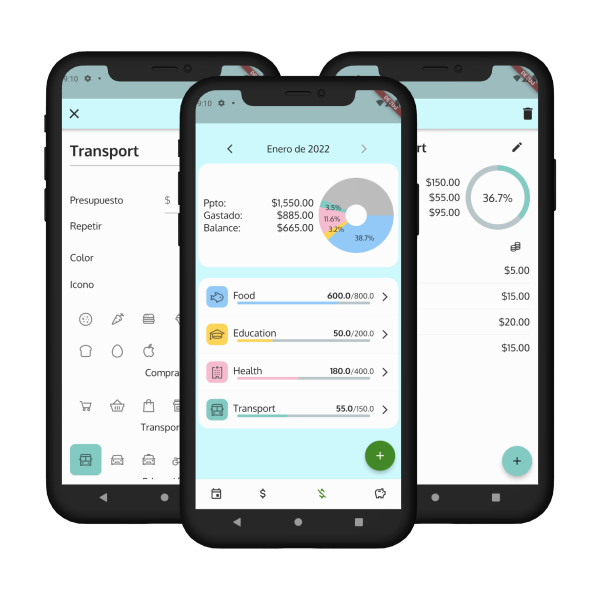 9:10
Transport
Presupuesto $
Repetir
Color
Icono
Compra
Transpor
9:10
Enero de 2022
Ppto: $1,550.00
Gastado: $885.00
Balance: $665.00
3.5%
11.6%
3.2%
38.7%
Food 600.0/800.0
Education 50.0/200.0
Health 180.0/400.0
Transport 55.0/150.0
+
$
rt
$150.00
$55.00
$95.00
36.7%
$5.00
$15.00
$20.00
$15.00
+